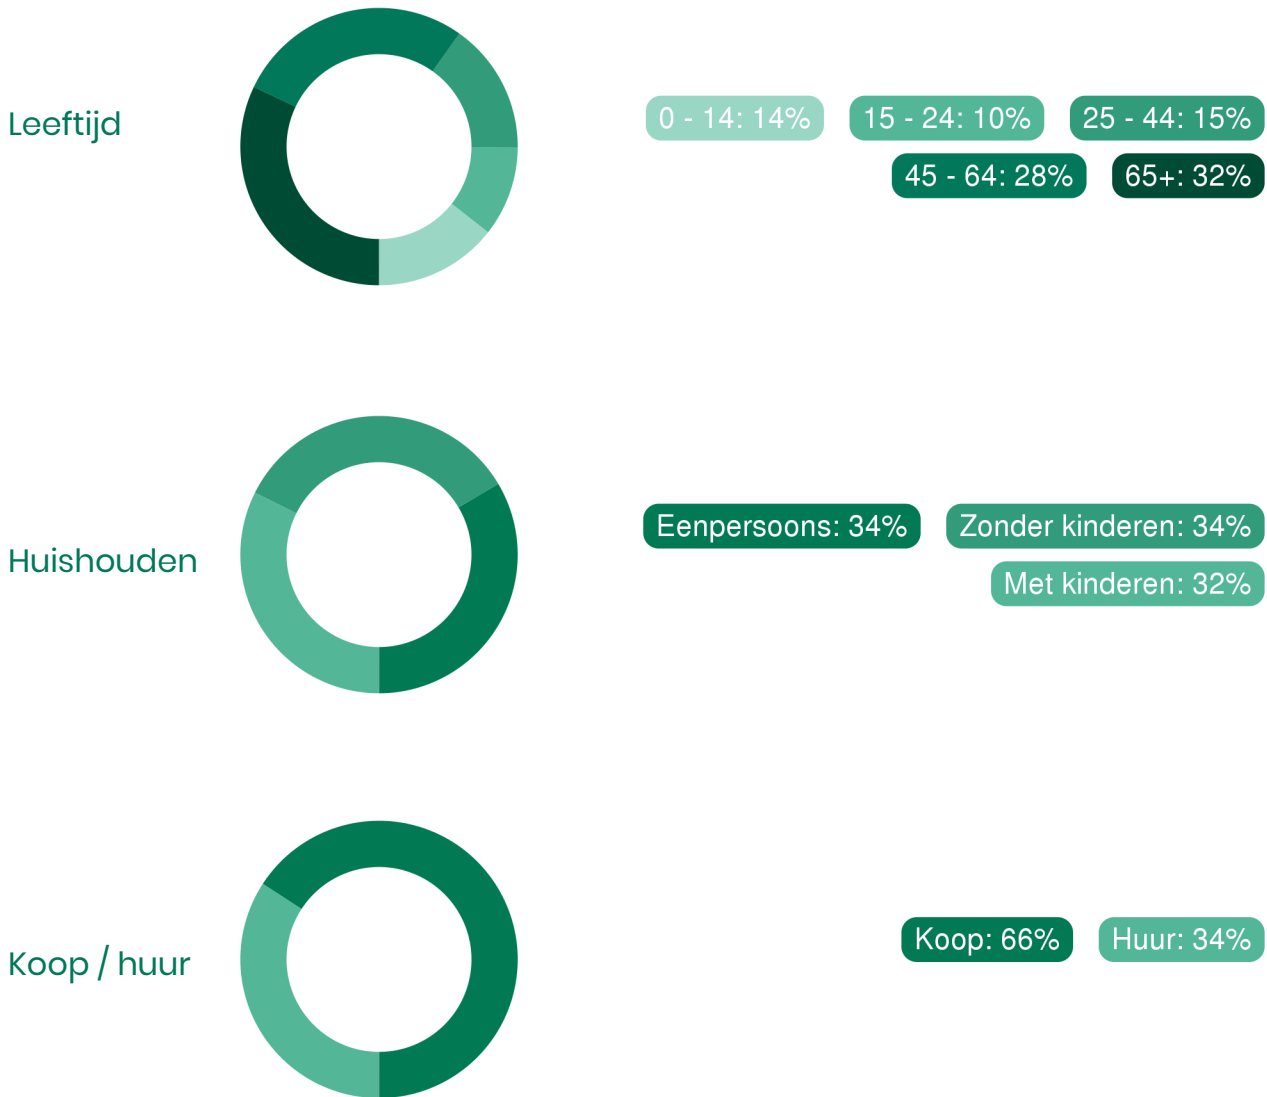 Leeftijd
0 - 14: 14% 15 - 24: 10% 25 - 44: 15%
45 - 64: 28% 65+: 32%
Huishouden
Eenpersoons: 34% Zonder kinderen: 34%
Met kinderen: 32%
Koop / huur
Koop: 66% Huur: 34%